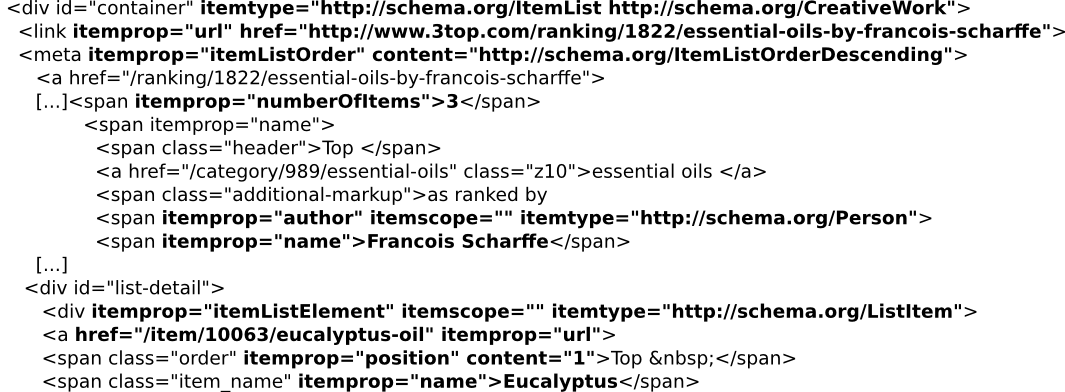 <div id="container" itemtype="http://schema.org/ItemList http://schema.org/CreativeWork">
<link itemprop="url" href="http://www.3top.com/ranking/1822/essential-oils-by-francois-scharffe">
<meta itemprop="itemListOrder" content="http://schema.org/ItemListOrderDescending">
<a href="/ranking/1822/essential-oils-by-francois-scharffe">
[...]<span itemprop="numberOfItems">3</span>
<span itemprop="name">
<span class="header">Top </span>
<a href="/category/989/essential-oils" class="z10">essential oils </a>
<span class="additional-markup">as ranked by
<span itemprop="author" itemscope="" itemtype="http://schema.org/Person">
<span itemprop="name">Francois Scharffe</span>
[...]
<div id="list-detail">
<div itemprop="itemListElement" itemscope="" itemtype="http://schema.org/ListItem">
<a href="/item/10063/eucalyptus-oil" itemprop="url">
<span class="order" itemprop="position" content="1">Top &nbsp;</span>
<span class="item_name" itemprop="name">Eucalyptus</span>